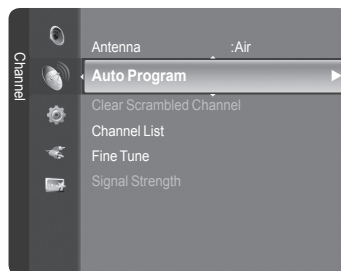 Channel
Antenna :Air
Auto Program
Clear Scrambled Channel
Channel List
Fine Tune
Signal Strength